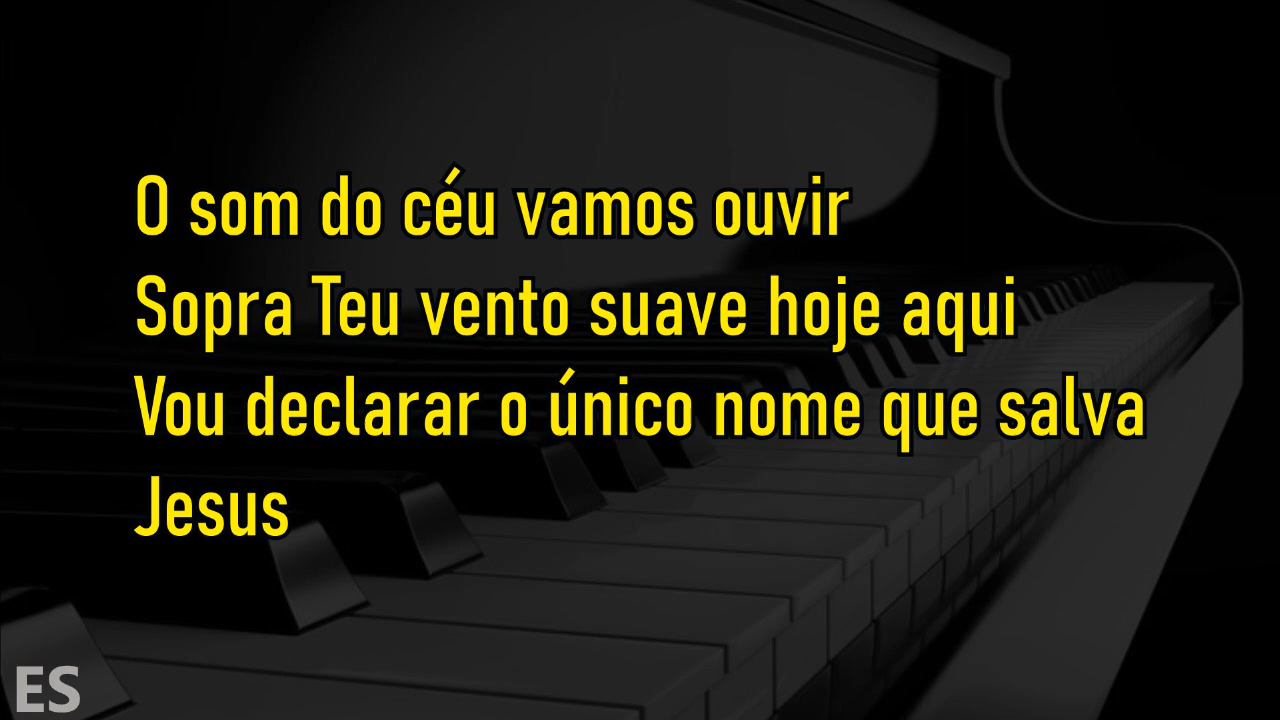 O som do céu vamos ouvir
Sopra Teu vento suave hoje aqui
Vou declarar o único nome que salva
Jesus
ES